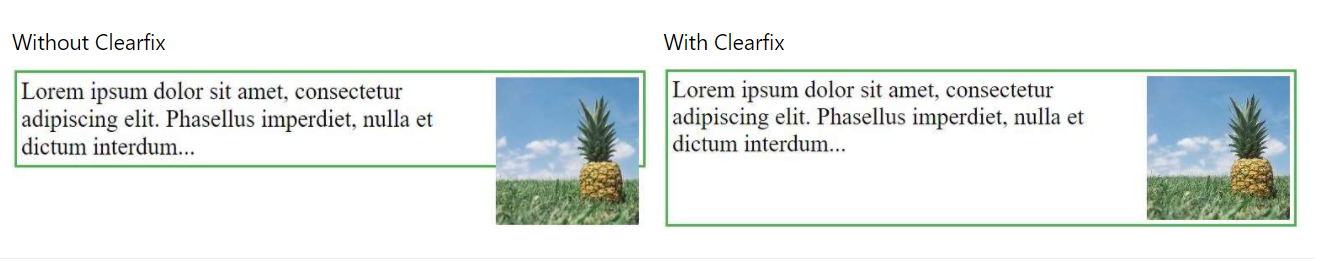 Without Clearfix
Lorem ipsum dolor sit amet, consectetur
adipiscing elit. Phasellus imperdiet, nulla et
dictum interdum...
With Clearfix
Lorem ipsum dolor sit amet, consectetur
adipiscing elit. Phasellus imperdiet, nulla et
dictum interdum...